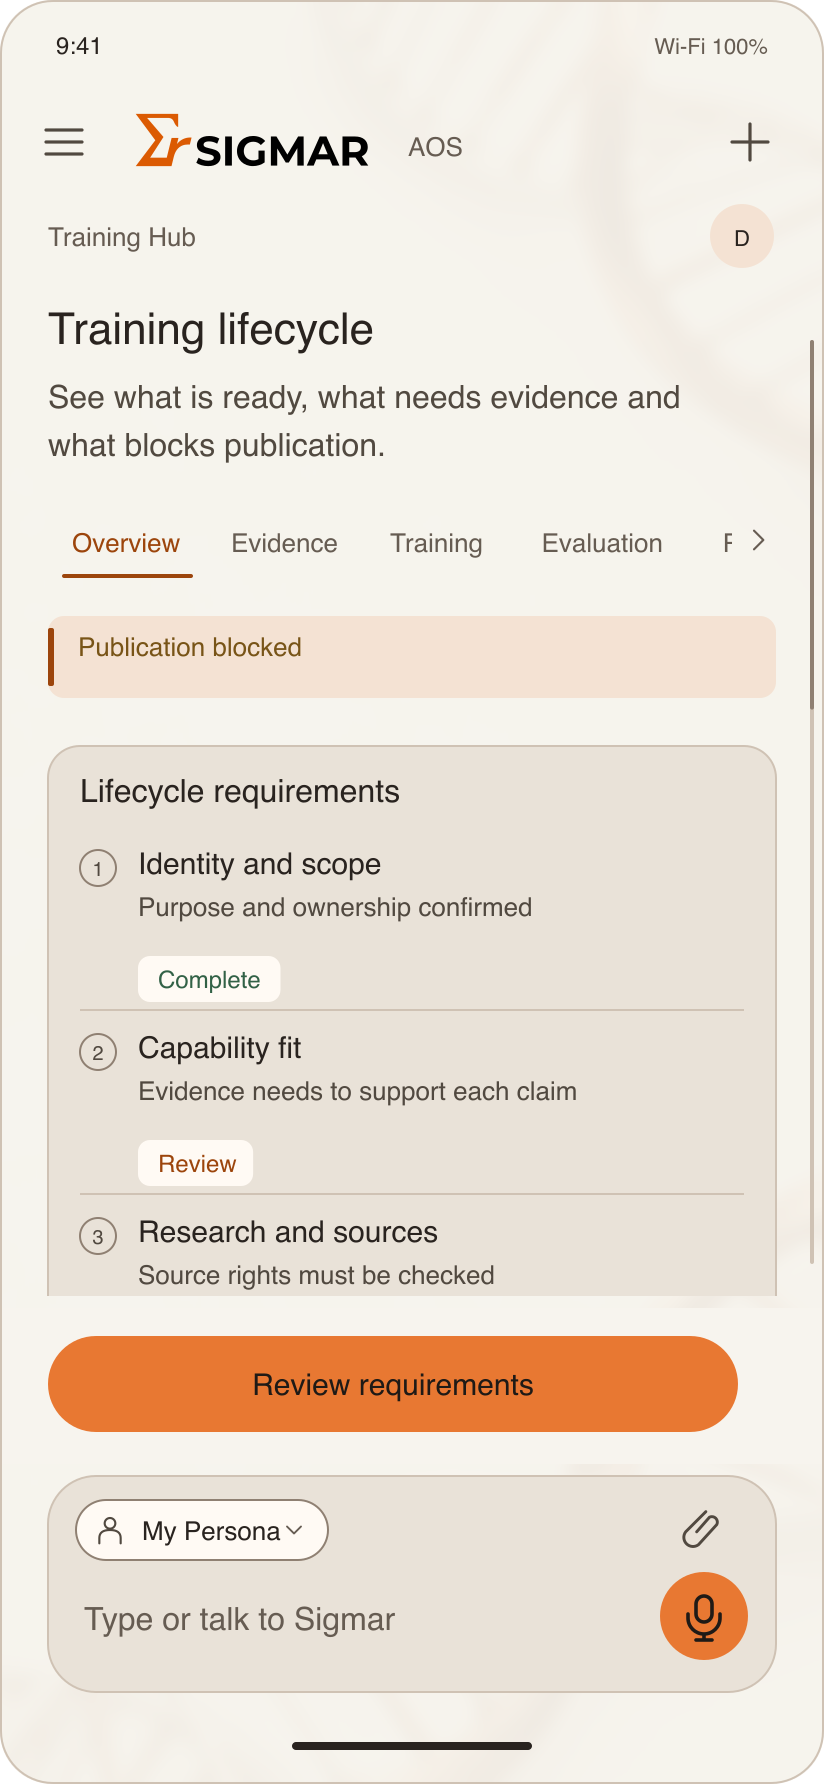 9:41
Wi-Fi 100%
Σr SIGMAR AOS
Training Hub
D
Training lifecycle
See what is ready, what needs evidence and
what blocks publication.
Overview Evidence Training Evaluation
Publication blocked
Lifecycle requirements
1 Identity and scope
Purpose and ownership confirmed
Complete
2 Capability fit
Evidence needs to support each claim
Review
3 Research and sources
Source rights must be checked
Review requirements
My Persona
Type or talk to Sigmar